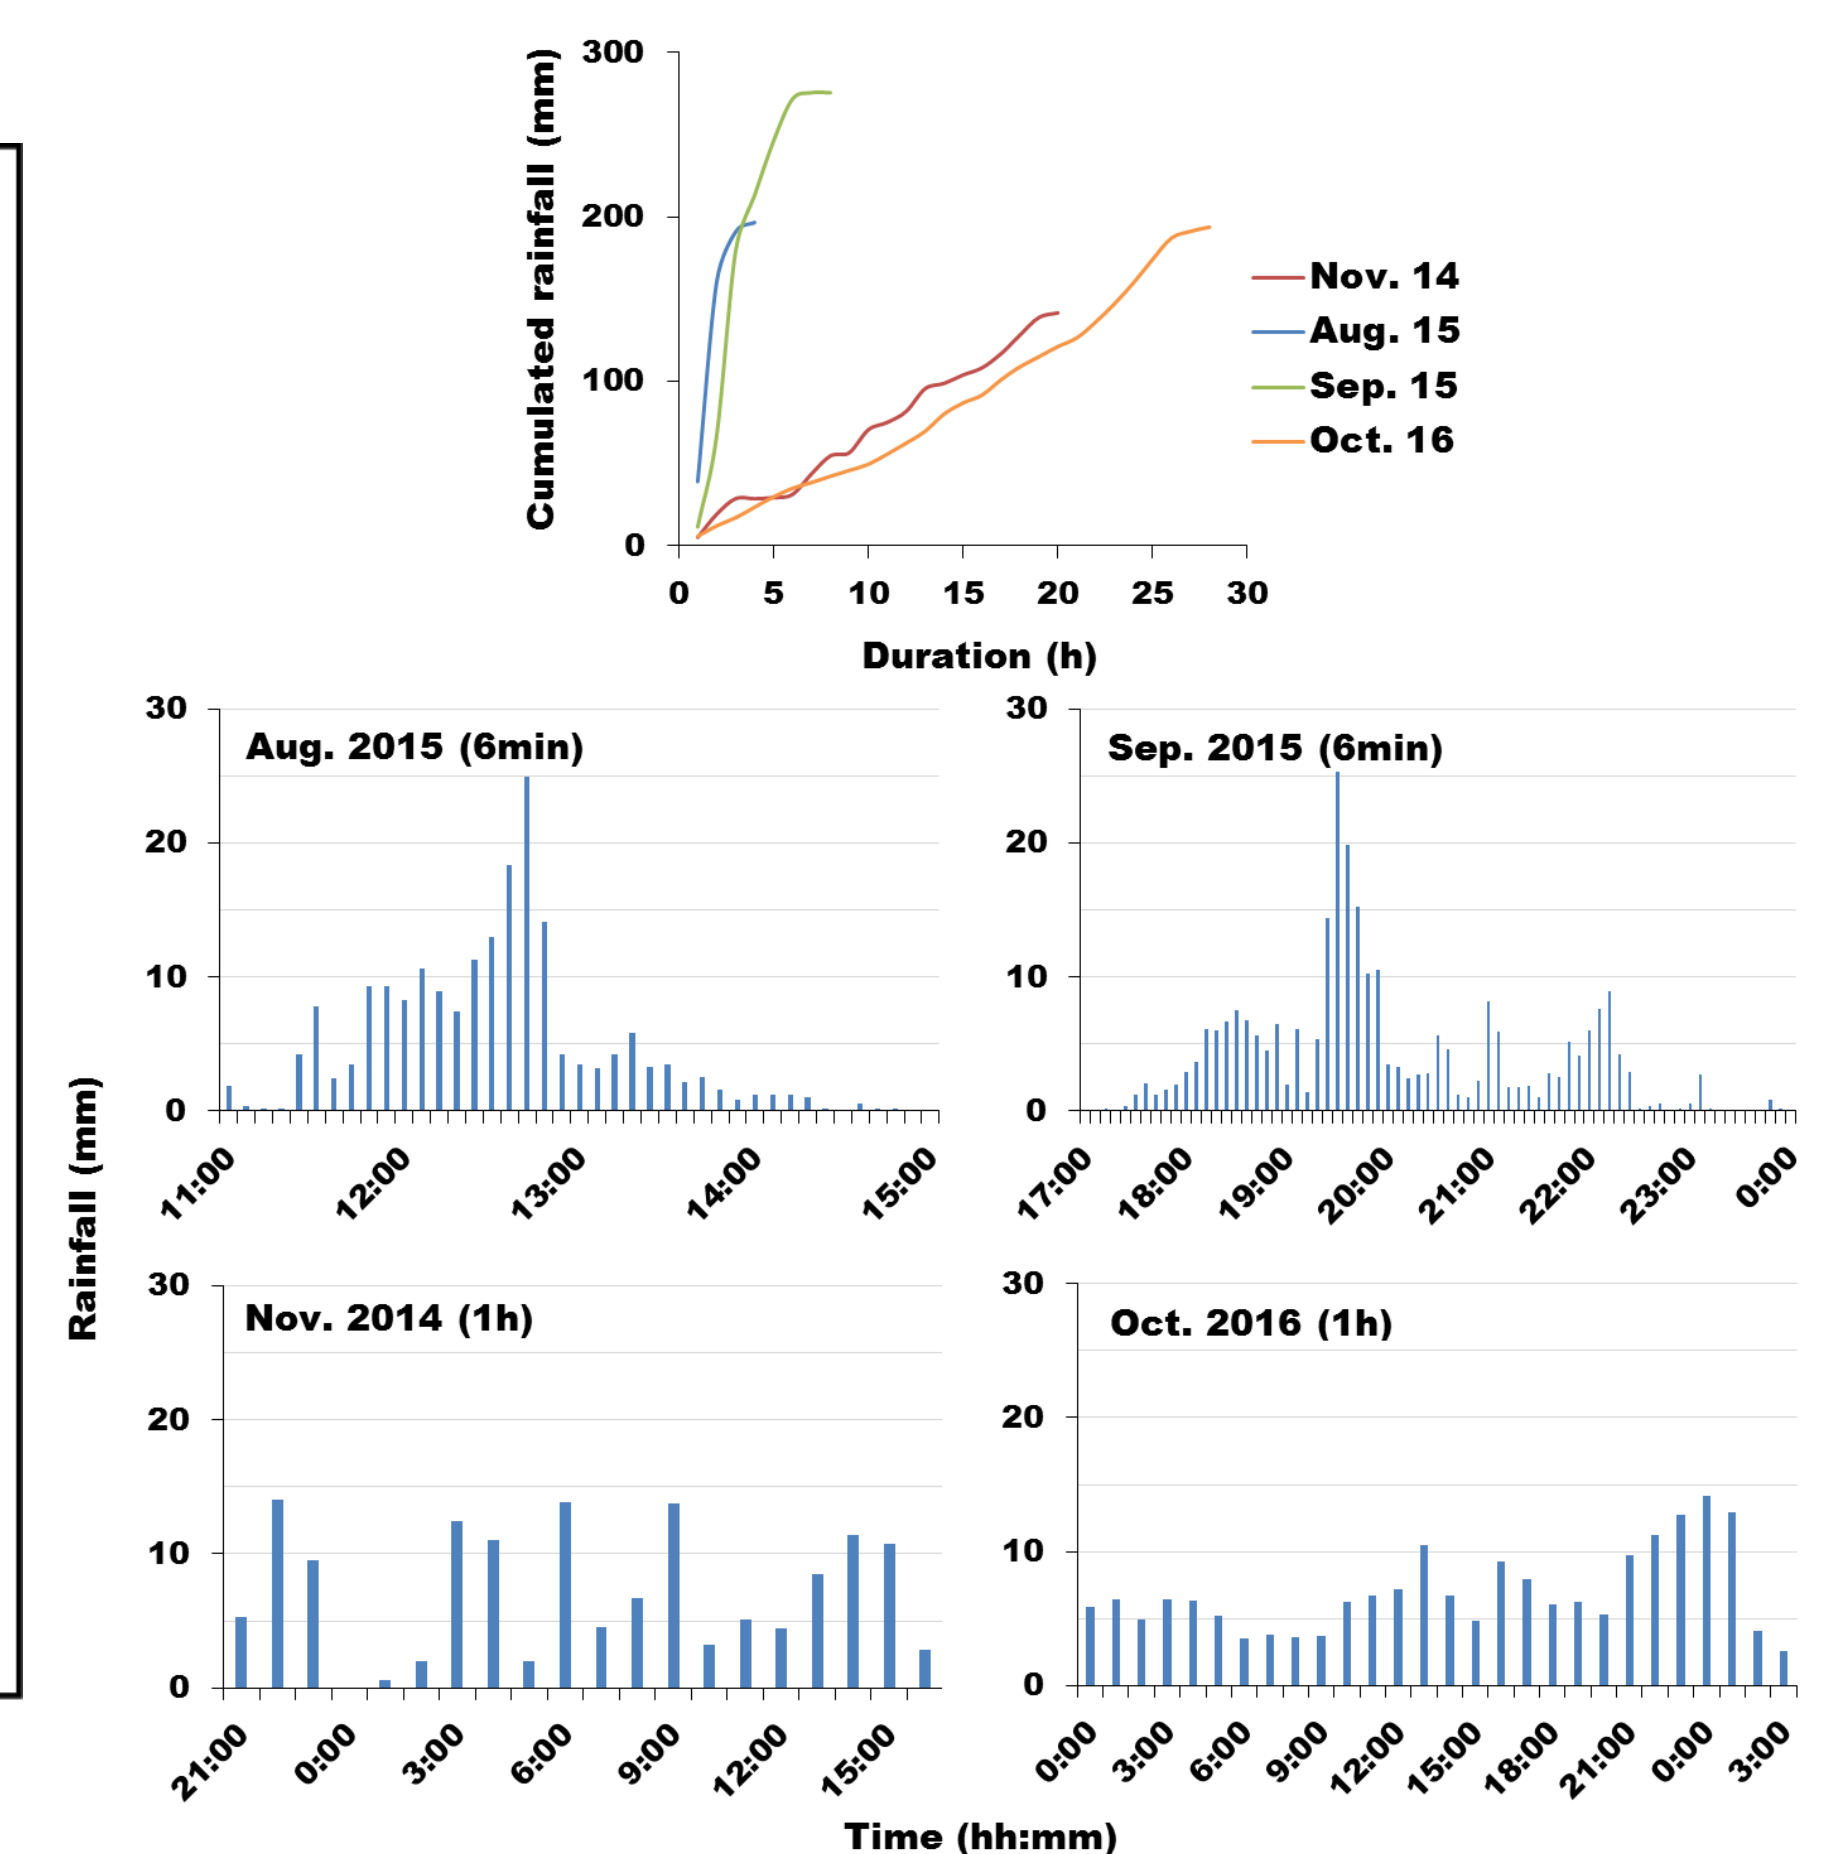 Cumulated rainfall (mm)
300
200
100
0
0 5 10 15 20 25 30
Duration (h)
Nov. 14
Aug. 15
Sep. 15
Oct. 16
Rainfall (mm)
30
20
10
0
Aug. 2015 (6min)
11:00 12:00 13:00 14:00 15:00
30
20
10
0
Sep. 2015 (6min)
17:00 18:00 19:00 20:00 21:00 22:00 23:00 0:00
30
20
10
0
Nov. 2014 (1h)
21:00 0:00 3:00 6:00 9:00 12:00 15:00
30
20
10
0
Oct. 2016 (1h)
0:00 3:00 6:00 9:00 12:00 15:00 18:00 21:00 0:00 3:00
Time (hh:mm)